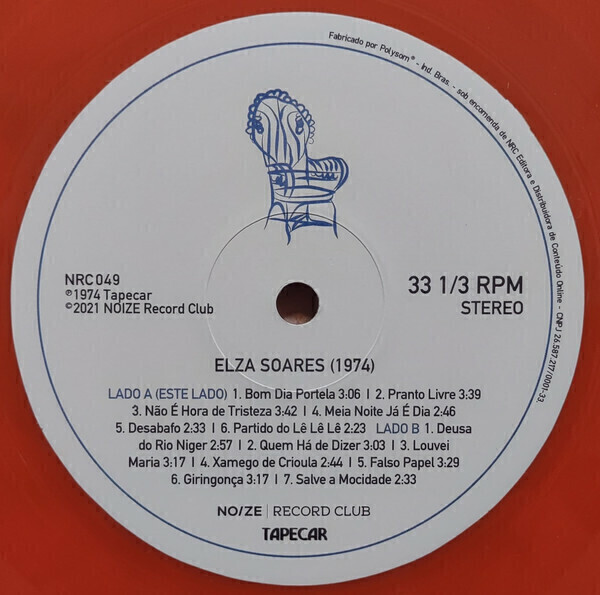 Fabricado por Polysom® - Ind. Bras. - sob encomenda de NRC Editora e Distribuidora de Conteúdo Online - CNPJ 26.587.217/0001-33.
NRC049
℗1974 Tapecar
©2021 NOIZE Record Club
33 1/3 RPM
STEREO
ELZA SOARES (1974)
LADO A (ESTE LADO) 1. Bom Dia Portela 3:06 | 2. Pranto Livre 3:39
3. Não É Hora de Tristeza 3:42 | 4. Meia Noite Já É Dia 2:46
5. Desabafo 2:33 | 6. Partido do Lê Lê Lê 2:23 LADO B 1. Deusa
do Rio Niger 2:57 | 2. Quem Há de Dizer 3:03 | 3. Louvei
Maria 3:17 | 4. Xamego de Crioula 2:44 | 5. Falso Papel 3:29
6. Giringonça 3:17 | 7. Salve a Mocidade 2:33
NO/ZE | RECORD CLUB
TAPECAR